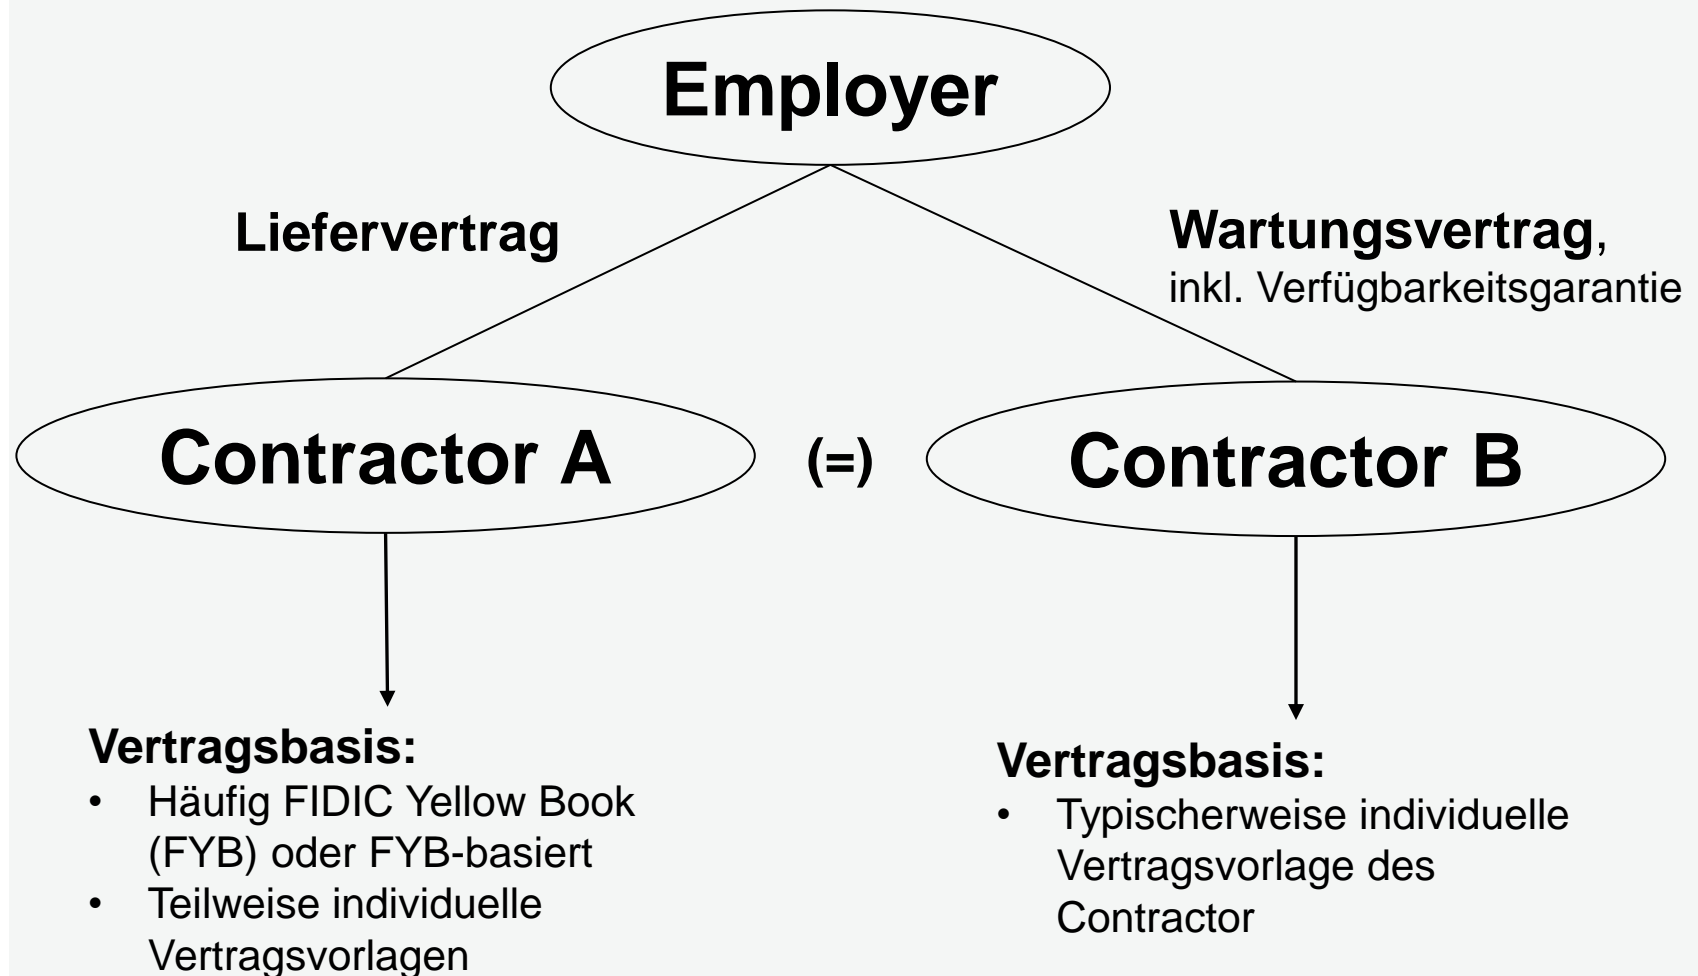 Employer
Liefervertrag
Wartungsvertrag,
inkl. Verfügbarkeitsgarantie
Contractor A
(=)
Contractor B
Vertragsbasis:
• Häufig FIDIC Yellow Book
(FYB) oder FYB-basiert
• Teilweise individuelle
Vertragsvorlagen
Vertragsbasis:
• Typischerweise individuelle
Vertragsvorlage des
Contractor